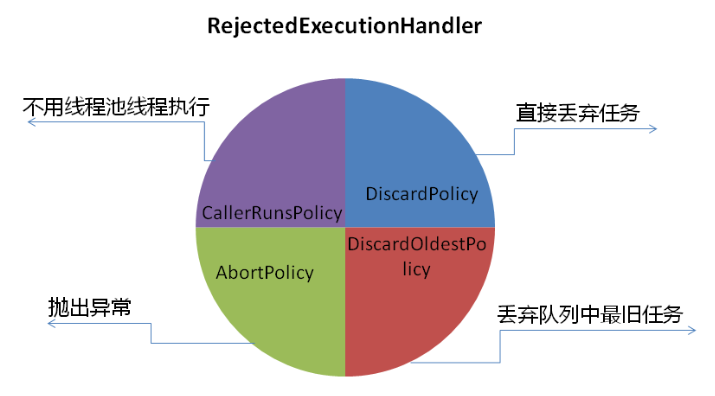 RejectedExecutionHandler
不用线程池线程执行
直接丢弃任务
DiscardPolicy
CallerRunsPolicy
DiscardOldestPo
licy
AbortPolicy
抛出异常
丢弃队列中最旧任务